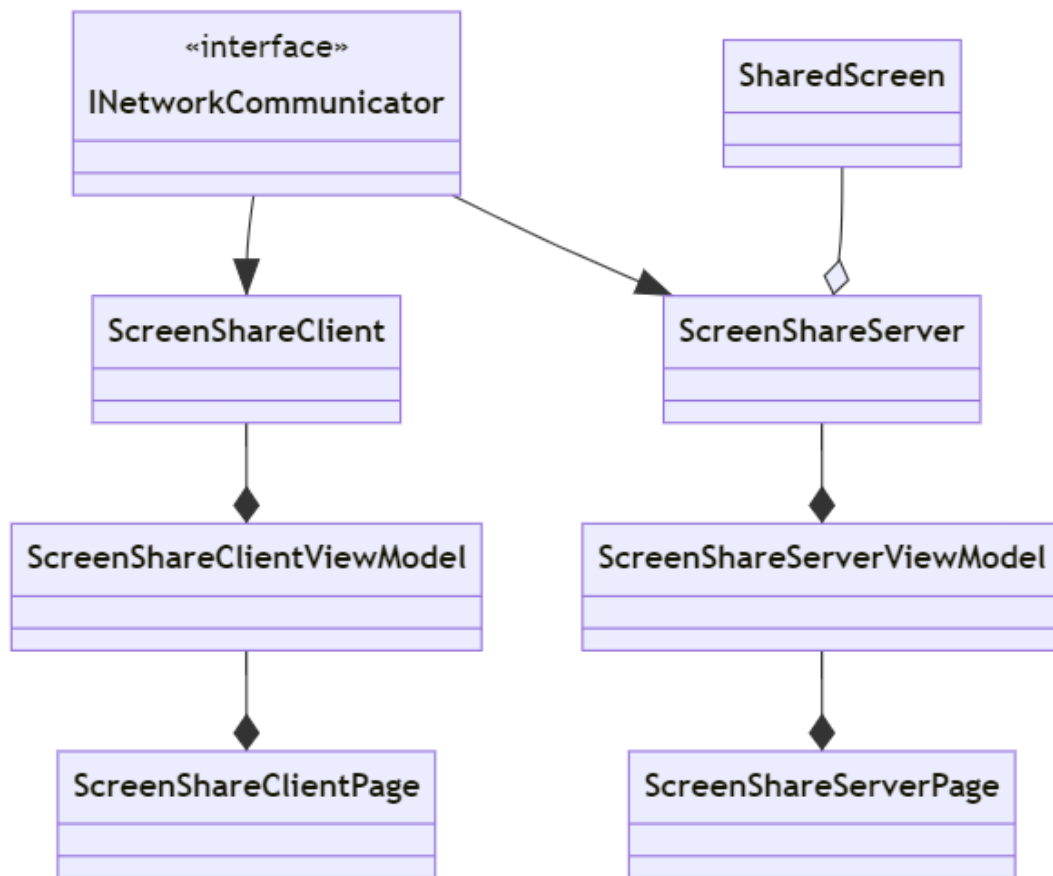 «interface»
INetworkCommunicator
SharedScreen
ScreenShareClient
ScreenShareServer
ScreenShareClientViewModel
ScreenShareServerViewModel
ScreenShareClientPage
ScreenShareServerPage